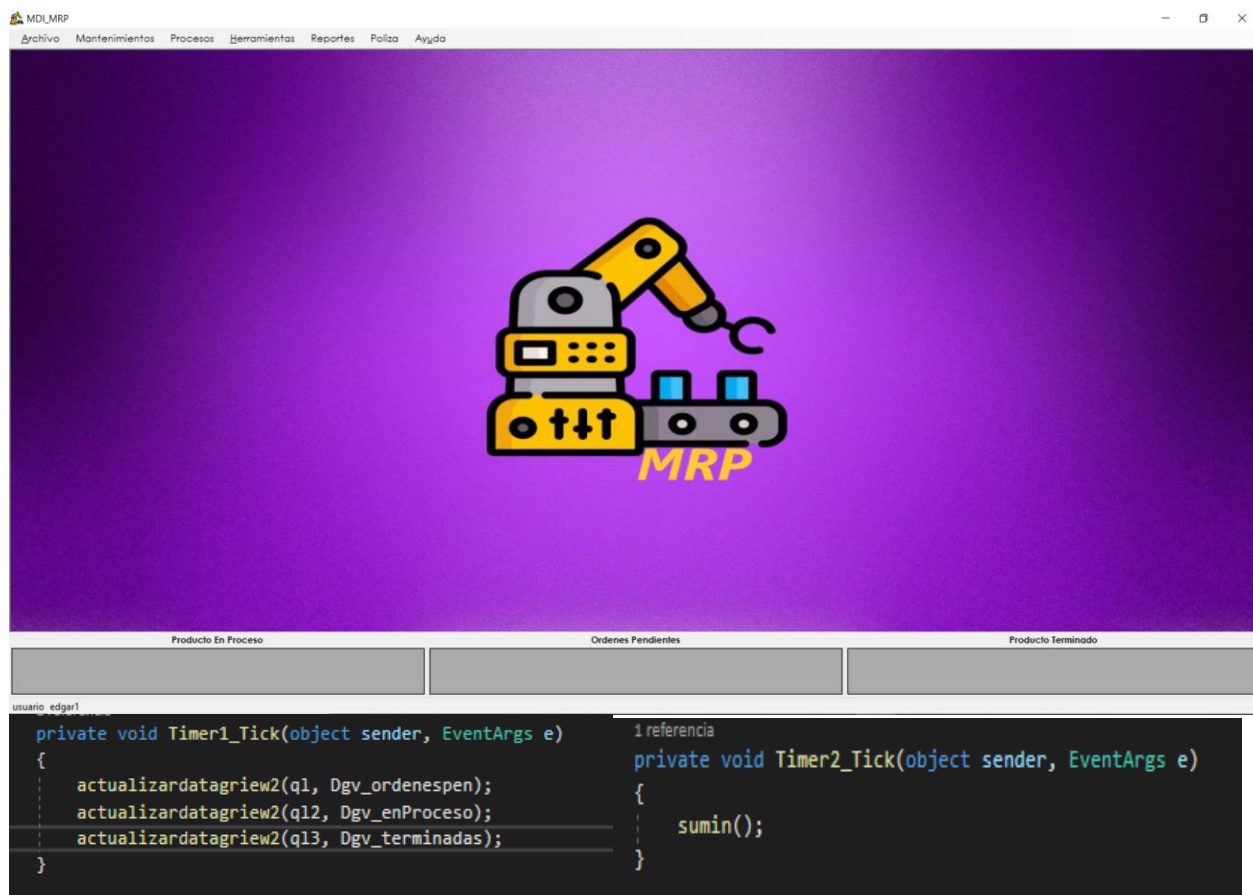 MDI_MRP
Archivo Mantenimientos Procesos Herramientas Reportes Poliza Ayuda
MRP
Producto En Proceso Ordenes Pendientes Producto Terminado
usuario edgar1
private void Timer1_Tick(object sender, EventArgs e)
{
actualizardatagriew2(ql, Dgv_ordenespen);
actualizardatagriew2(ql2, Dgv_enProceso);
actualizardatagriew2(ql3, Dgv_terminadas);
}
1 referencia
private void Timer2_Tick(object sender, EventArgs e)
{
sumin();
}